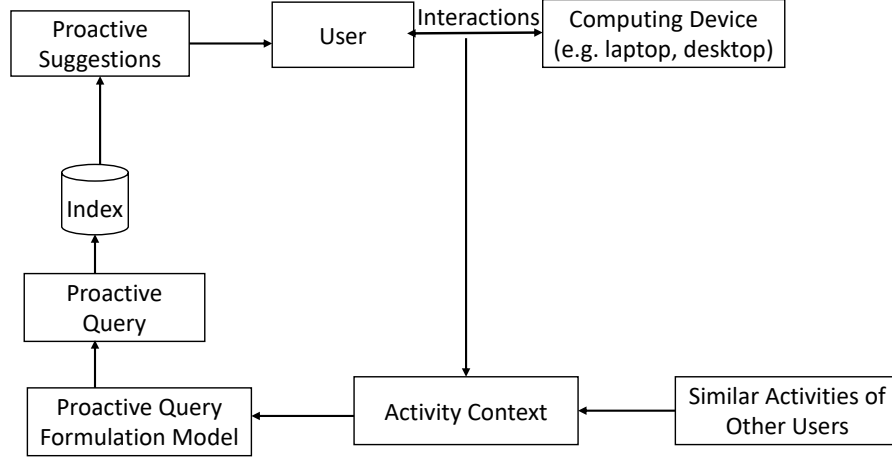 Proactive
Suggestions
User
Interactions
Computing Device
(e.g. laptop, desktop)
Index
Proactive
Query
Proactive Query
Formulation Model
Activity Context
Similar Activities of
Other Users